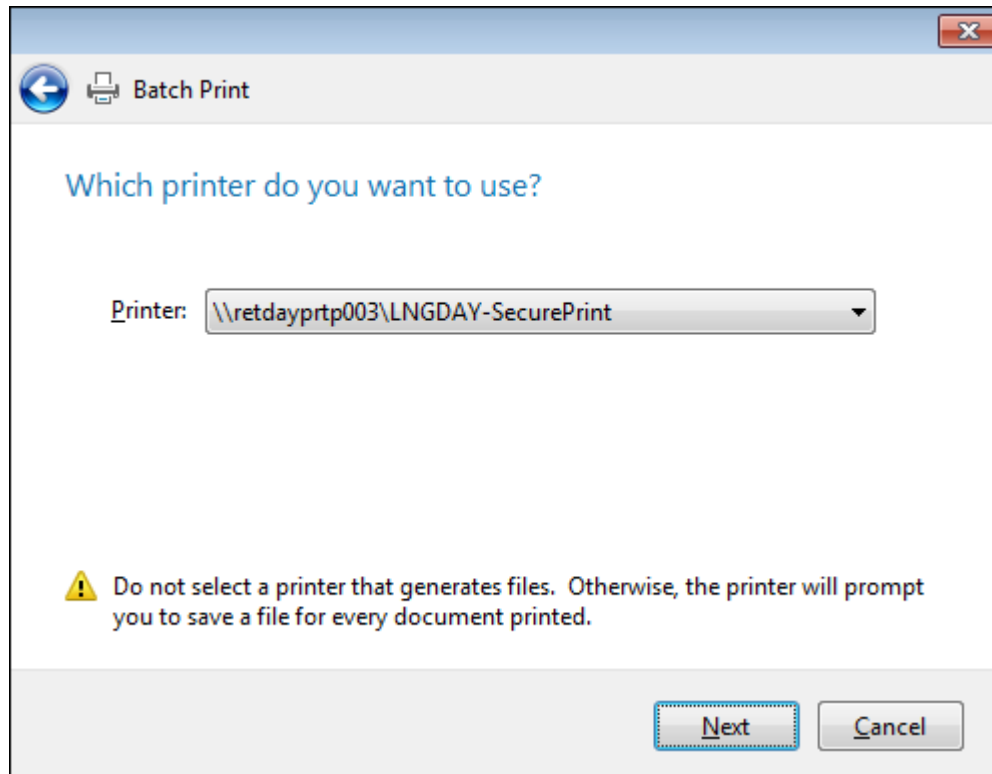 Batch Print
Which printer do you want to use?
Printer: \\retdayprtp003\LNGDAY-SecurePrint
Do not select a printer that generates files.  Otherwise, the printer will prompt
you to save a file for every document printed.
Next Cancel